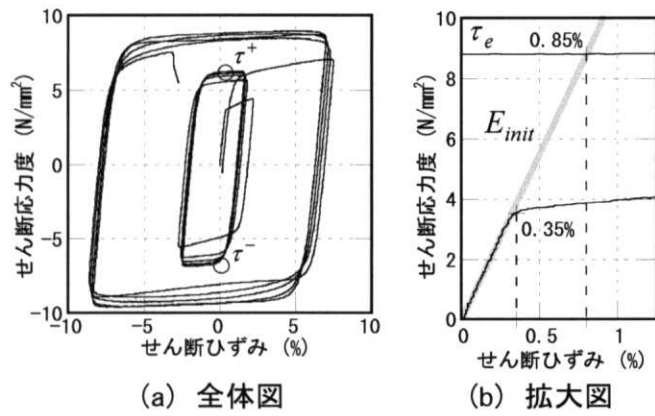 せん断応力度 (N/mm²)
10
5
0
-5
-10
τ⁺
τ⁻
-10
-5
0
5
10
せん断ひずみ (%)
(a) 全体図
せん断応力度 (N/mm²)
10
8
6
4
2
0
τe
0.85%
Einit
0.35%
0
0.5
1
せん断ひずみ (%)
(b) 拡大図